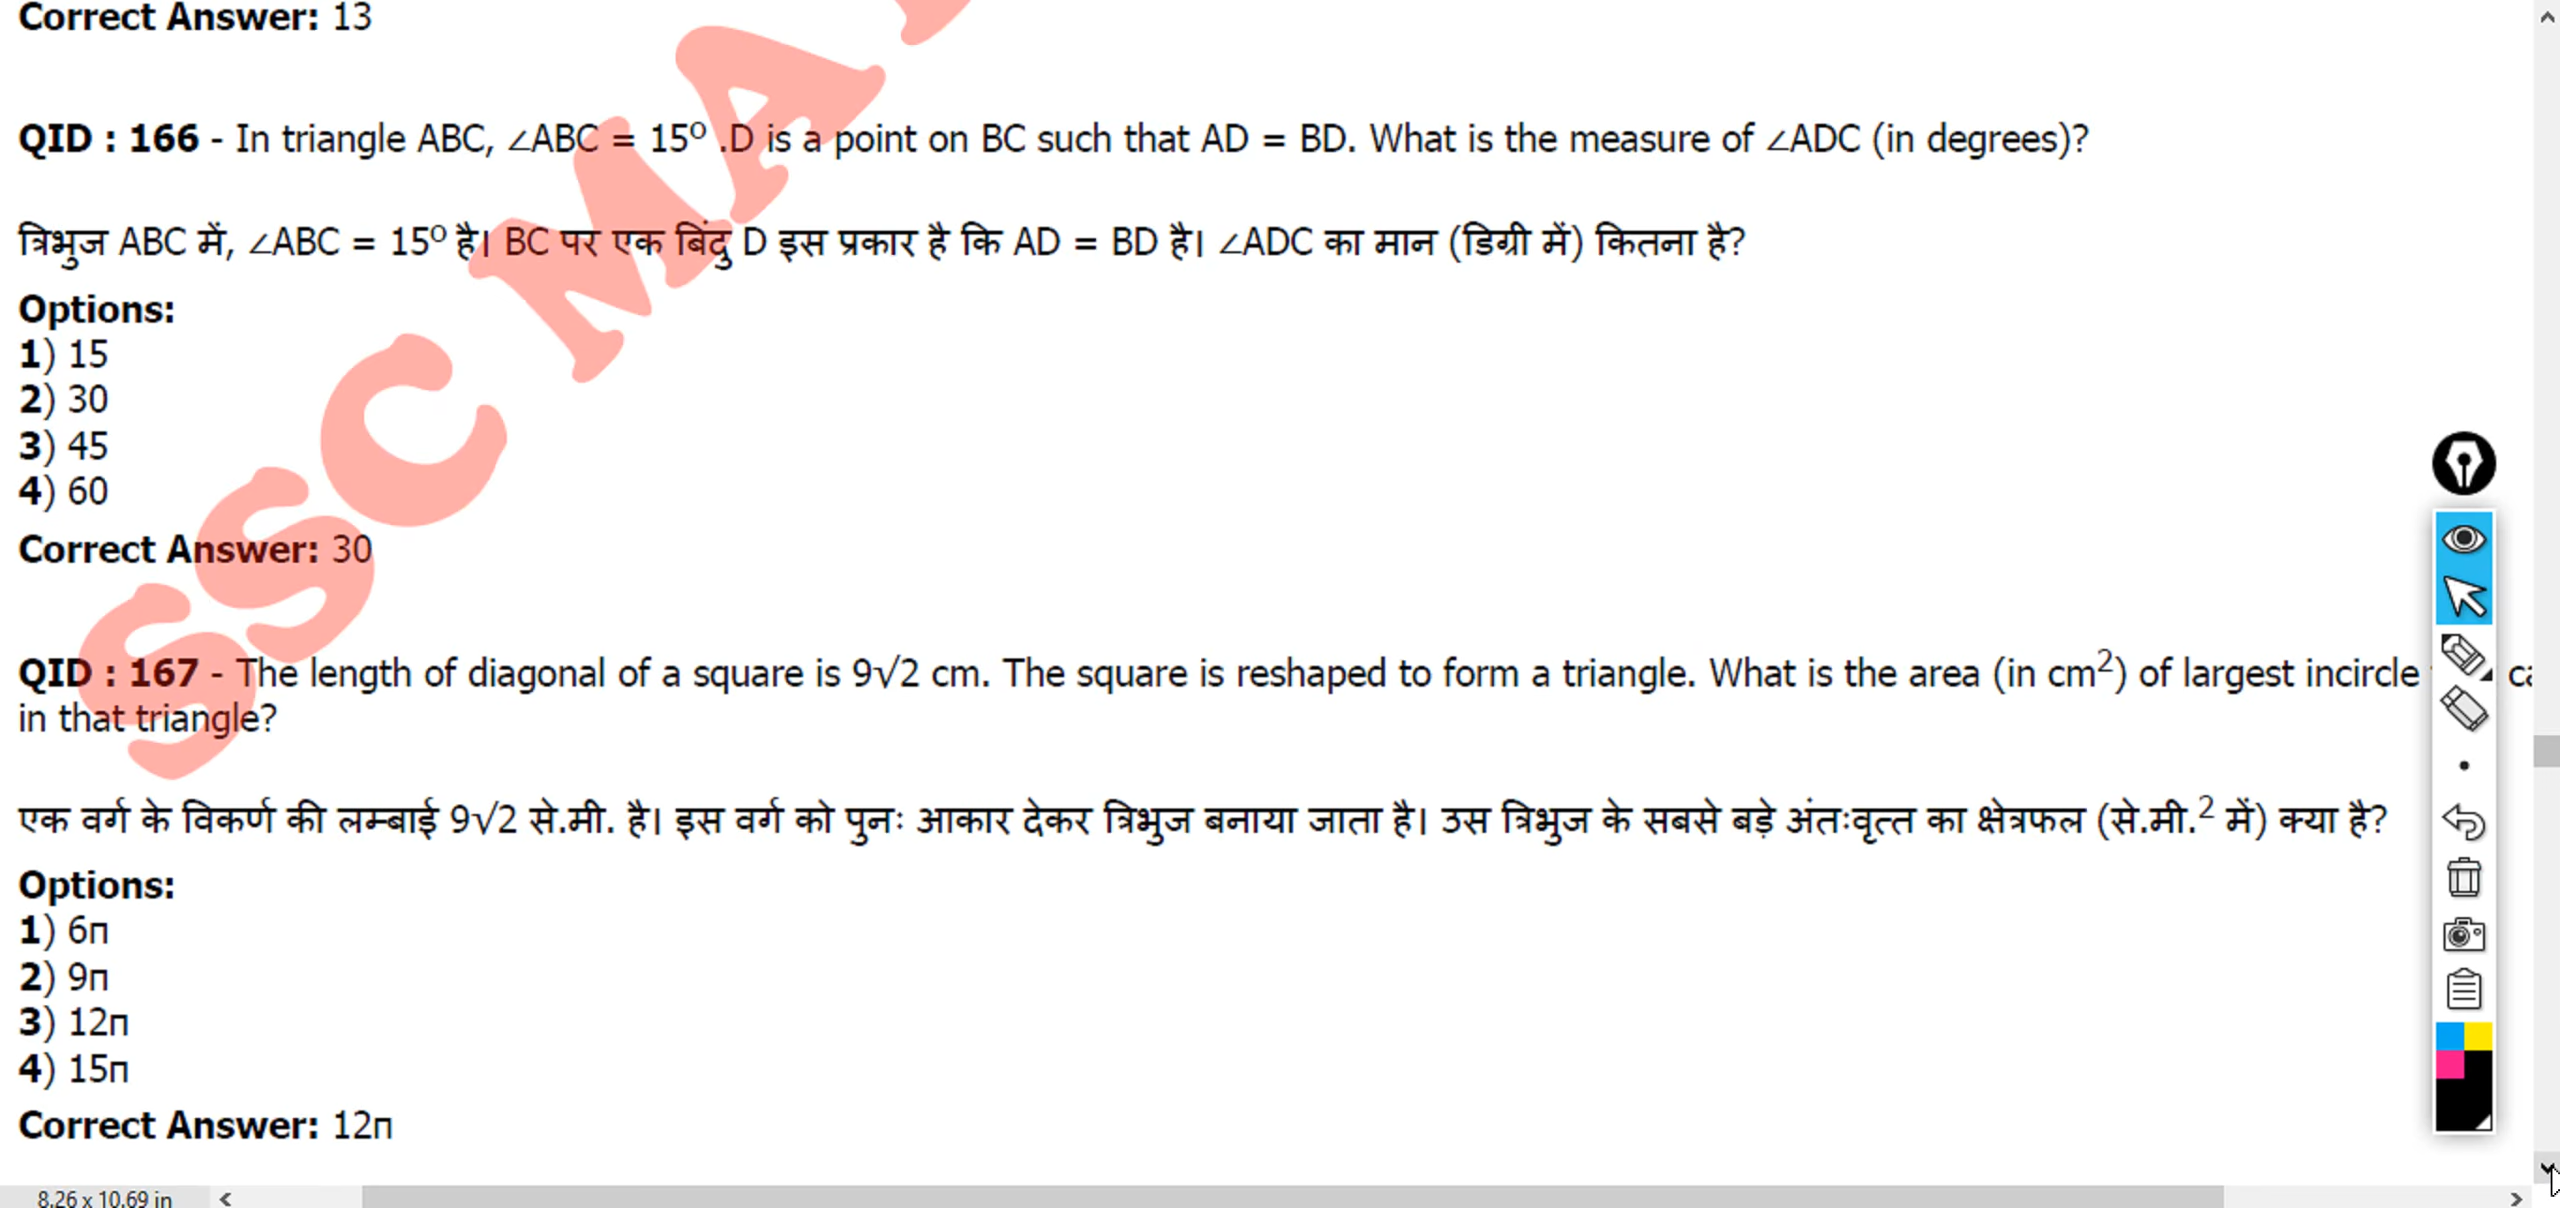 Correct Answer: 13
QID : 166 - In triangle ABC, ∠ABC = 15⁰ .D is a point on BC such that AD = BD. What is the measure of ∠ADC (in degrees)?
त्रिभुज ABC में, ∠ABC = 15⁰ है। BC पर एक बिंदु D इस प्रकार है कि AD = BD है। ∠ADC का मान (डिग्री में) कितना है?
Options:
1) 15
2) 30
3) 45
4) 60
Correct Answer: 30
QID : 167 - The length of diagonal of a square is 9√2 cm. The square is reshaped to form a triangle. What is the area (in cm²) of largest incircle
in that triangle?
एक वर्ग के विकर्ण की लम्बाई 9√2 से.मी. है। इस वर्ग को पुनः आकार देकर त्रिभुज बनाया जाता है। उस त्रिभुज के सबसे बड़े अंतःवृत्त का क्षेत्रफल (से.मी.² में) क्या है?
Options:
1) 6π
2) 9π
3) 12π
4) 15π
Correct Answer: 12π
SSC MA
8.26 x 10.69 in